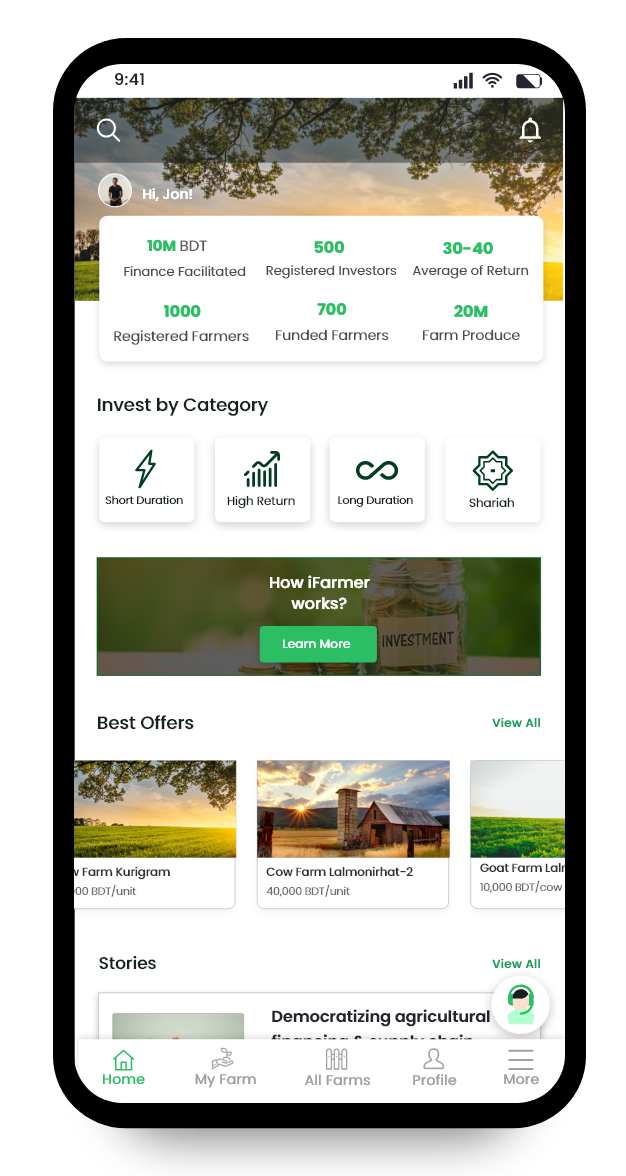 9:41
Hi, Jon!
10M BDT
Finance Facilitated
500
Registered Investors
30-40
Average of Return
1000
Registered Farmers
700
Funded Farmers
20M
Farm Produce
Invest by Category
Short Duration
High Return
Long Duration
Shariah
How iFarmer
works?
Learn More
INVESTMENT
Best Offers
View All
Farm Kurigram
BDT/unit
Cow Farm Lalmonirhat-2
40,000 BDT/unit
Goat Farm
10,000 BDT/cow
Stories
View All
Democratizing agricultural
financing & supply chain
Home
My Farm
All Farms
Profile
More